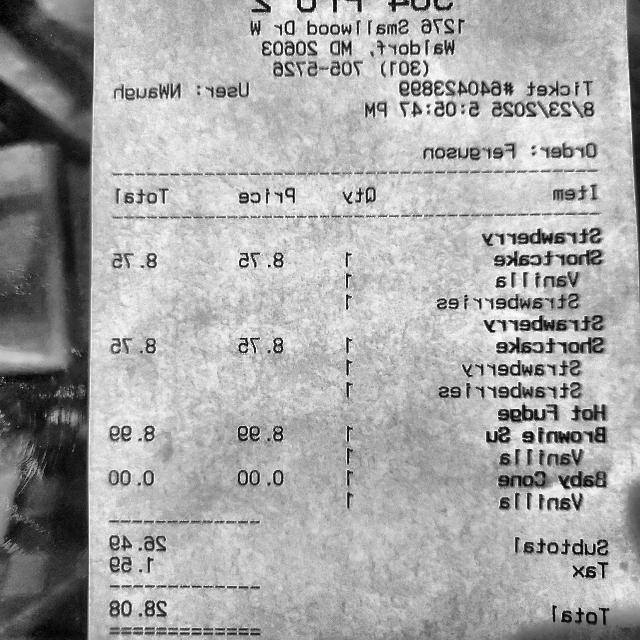 1276 Smallwood Dr W
Waldorf, MD 20603
(301) 705-5726
Ticket #640423899 User: NWaugh
8/23/2025 5:05:47 PM
Order: Ferguson
Item Qty Price Total
Strawberry
Shortcake 1 8.75 8.75
Vanilla 1
Strawberries 1
Strawberry
Shortcake 1 8.75 8.75
Strawberry 1
Strawberries 1
Hot Fudge
Brownie Su 1 8.99 8.99
Vanilla 1
Baby Cone 1 0.00 0.00
Vanilla 1
Subtotal 26.49
Tax 1.59
Total 28.08